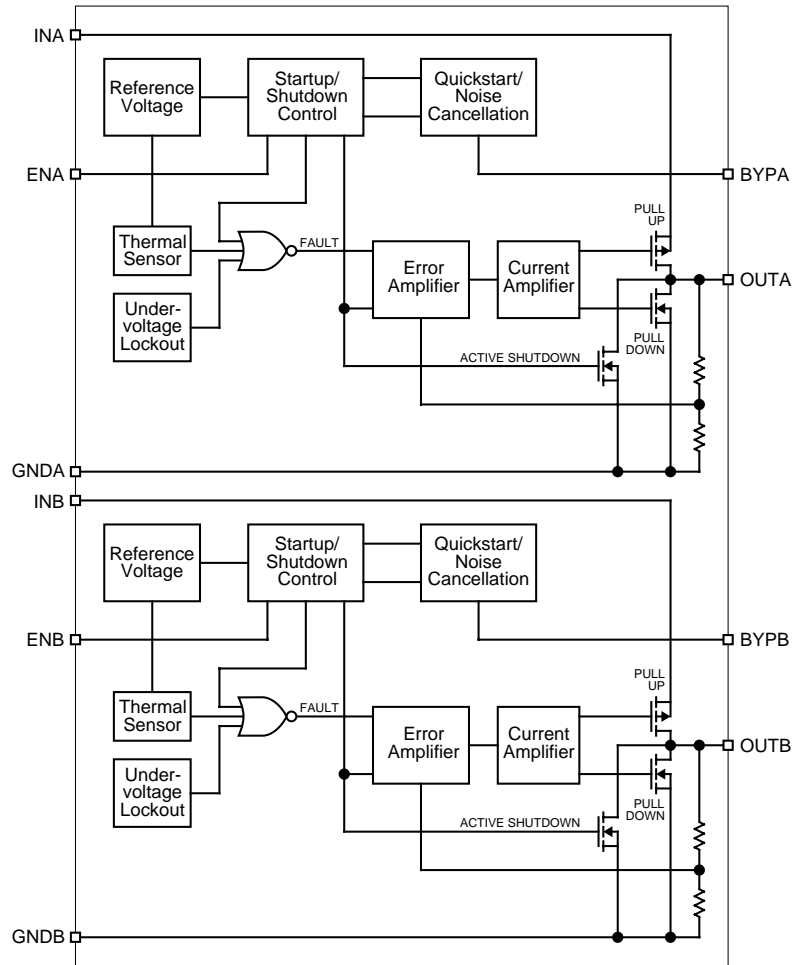 INA
Reference
Voltage
Startup/
Shutdown
Control
Quickstart/
Noise
Cancellation
ENA
BYPA
PULL
UP
Thermal
Sensor
FAULT
Error
Amplifier
Current
Amplifier
OUTA
Under-
voltage
Lockout
PULL
DOWN
ACTIVE SHUTDOWN
GNDA
INB
Reference
Voltage
Startup/
Shutdown
Control
Quickstart/
Noise
Cancellation
ENB
BYPB
PULL
UP
Thermal
Sensor
FAULT
Error
Amplifier
Current
Amplifier
OUTB
Under-
voltage
Lockout
PULL
DOWN
ACTIVE SHUTDOWN
GNDB